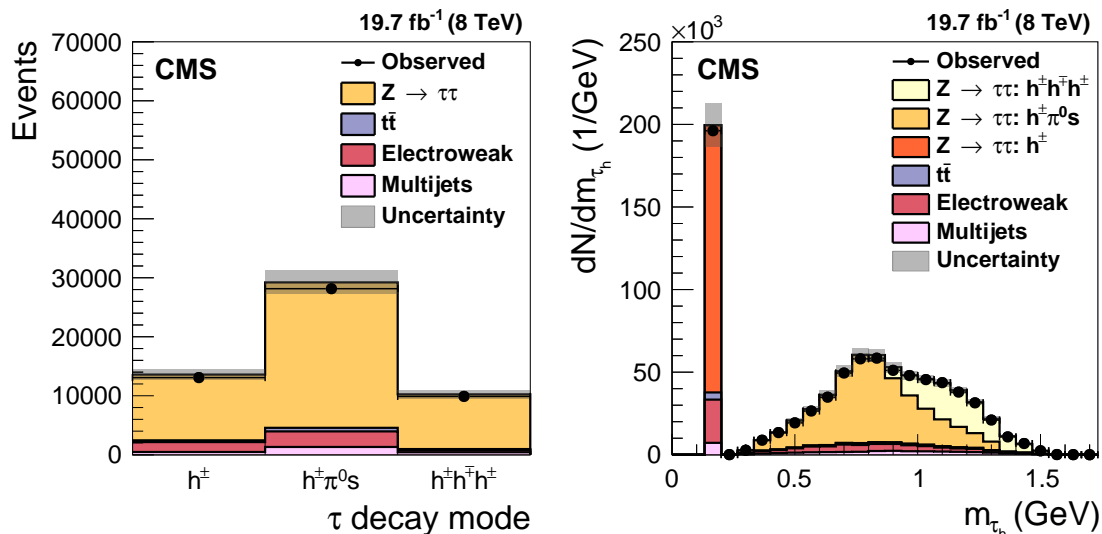 19.7 fb⁻¹ (8 TeV)
CMS
Events
70000
60000
50000
40000
30000
20000
10000
0
Observed
Z → ττ
tt̄
Electroweak
Multijets
Uncertainty
h± h±π⁰s h±h∓h±
τ decay mode
19.7 fb⁻¹ (8 TeV)
×10³
CMS
dN/dm_τh (1/GeV)
250
200
150
100
50
0
Observed
Z → ττ: h±h∓h±
Z → ττ: h±π⁰s
Z → ττ: h±
tt̄
Electroweak
Multijets
Uncertainty
0 0.5 1 1.5
m_τh (GeV)